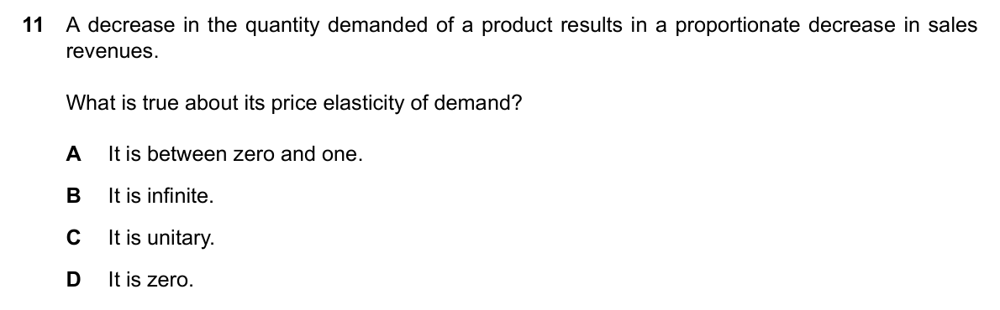 11 A decrease in the quantity demanded of a product results in a proportionate decrease in sales
revenues.
What is true about its price elasticity of demand?
A It is between zero and one.
B It is infinite.
C It is unitary.
D It is zero.